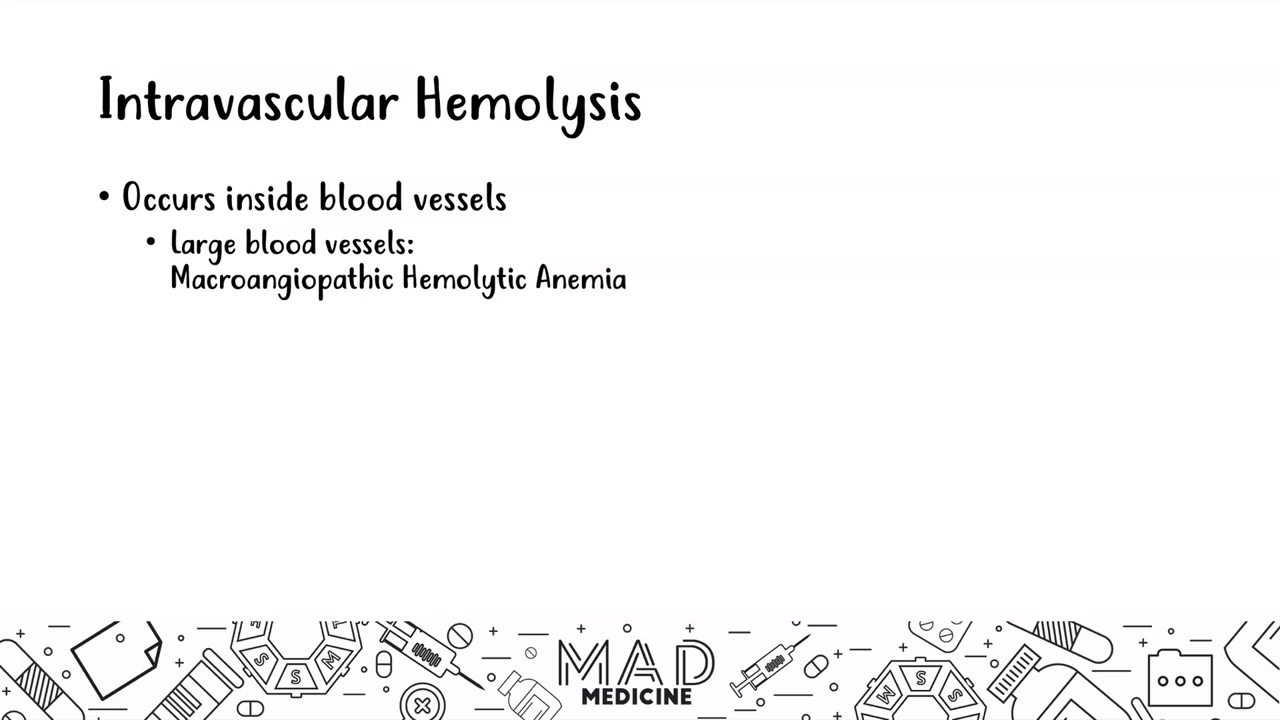 Intravascular Hemolysis
• Occurs inside blood vessels
• Large blood vessels:
Macroangiopathic Hemolytic Anemia
MAD
MEDICINE